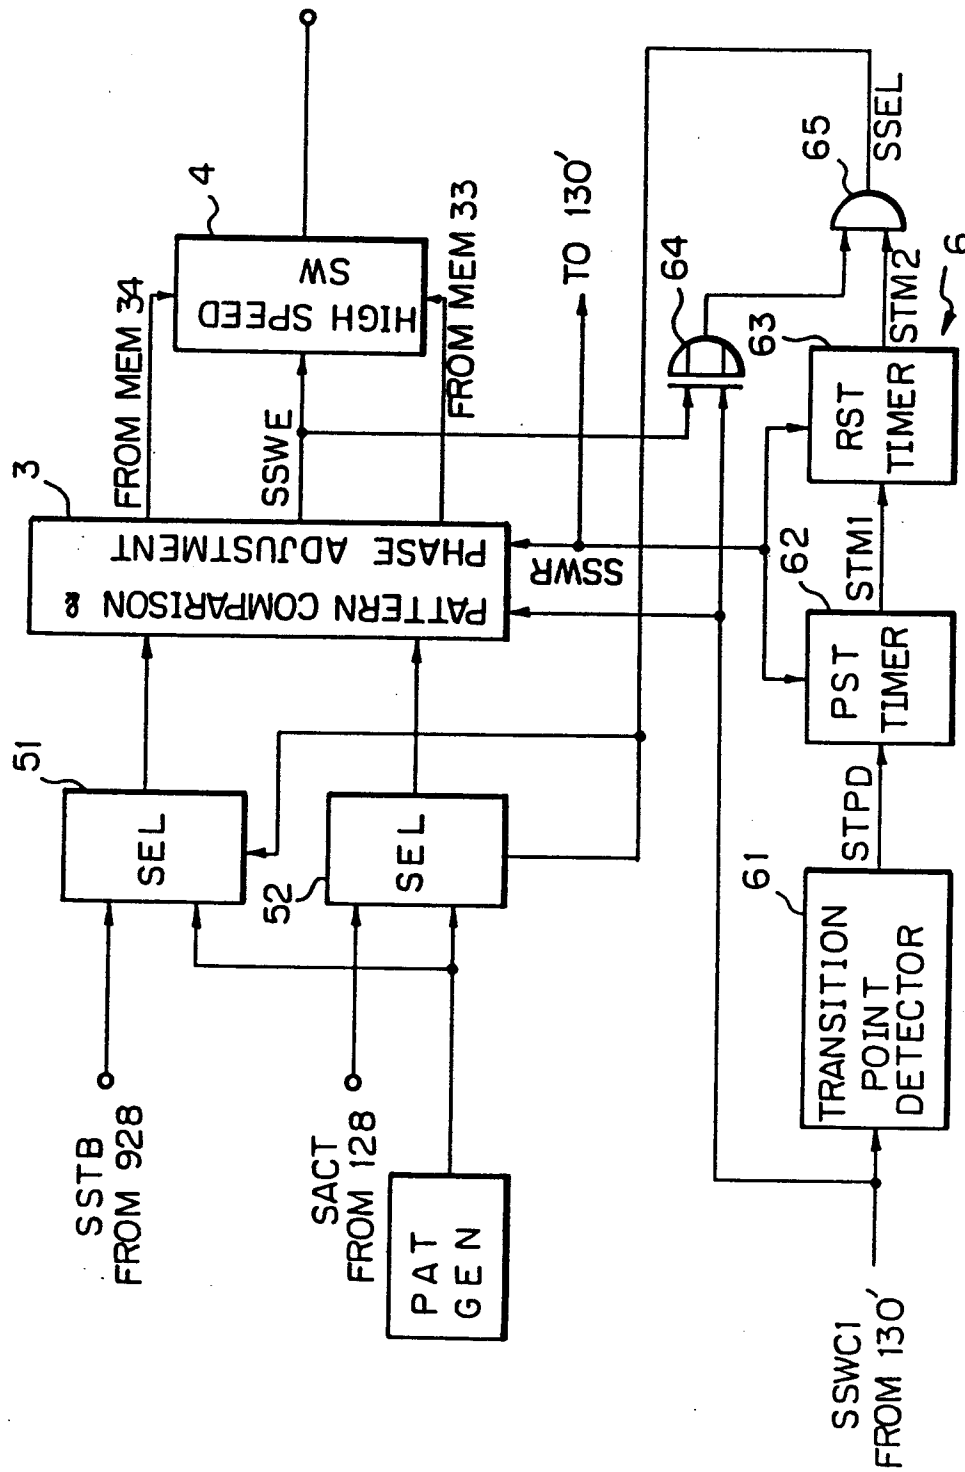 SSTB
FROM 928
51
SEL
3
PATTERN COMPARISON &
PHASE ADJUSTMENT
FROM MEM 34
SSWE
FROM MEM 33
4
HIGH SPEED
SW
SACT
FROM 128
52
SEL
PAT
GEN
SSWR
TO 130'
64
65
SSEL
SSWC1
FROM 130'
61
TRANSITION
POINT
DETECTOR
STPD
62
PST
TIMER
STM1
63
RST
TIMER
STM2
6